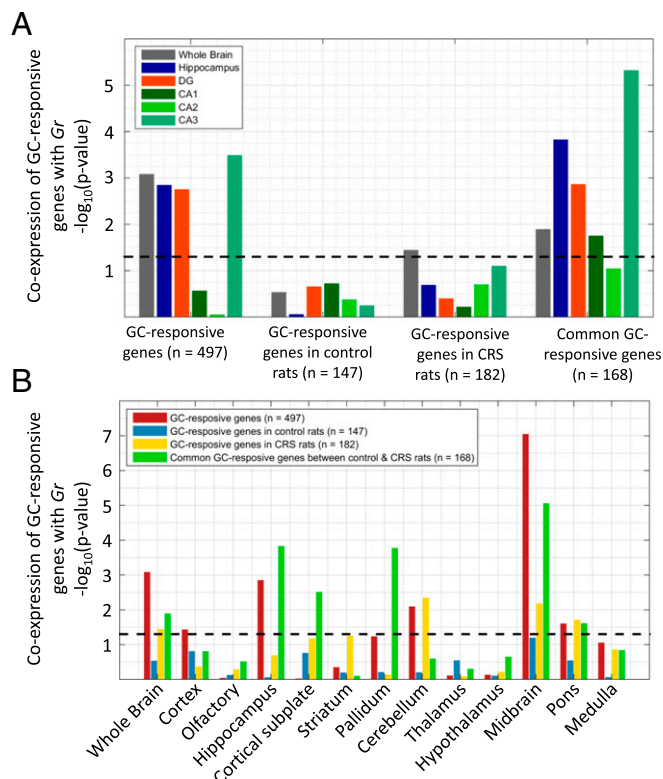 A
Co-expression of GC-responsive
genes with Gr
-log10(p-value)
5
4
3
2
1
Whole Brain
Hippocampus
DG
CA1
CA2
CA3
GC-responsive
genes (n = 497)
GC-responsive
genes in control
rats (n = 147)
GC-responsive
genes in CRS
rats (n = 182)
Common GC-
responsive genes
(n = 168)
B
Co-expression of GC-responsive
genes with Gr
-log10(p-value)
7
6
5
4
3
2
1
GC-resposive genes (n = 497)
GC-resposive genes in control rats (n = 147)
GC-resposive genes in CRS rats (n = 182)
Common GC-resposive genes between control & CRS rats (n = 168)
Whole Brain
Cortex
Olfactory
Hippocampus
Cortical subplate
Striatum
Pallidum
Cerebellum
Thalamus
Hypothalamus
Midbrain
Pons
Medulla